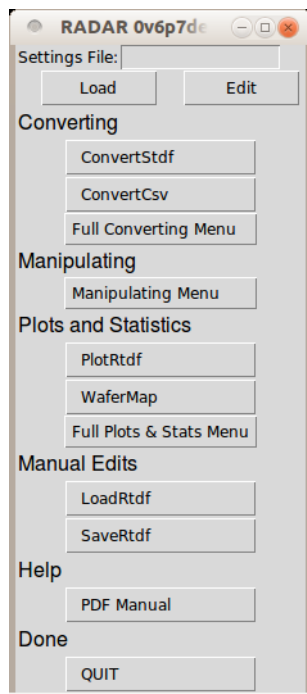 RADAR 0v6p7de
Settings File:
Load Edit
Converting
ConvertStdf
ConvertCsv
Full Converting Menu
Manipulating
Manipulating Menu
Plots and Statistics
PlotRtdf
WaferMap
Full Plots & Stats Menu
Manual Edits
LoadRtdf
SaveRtdf
Help
PDF Manual
Done
QUIT